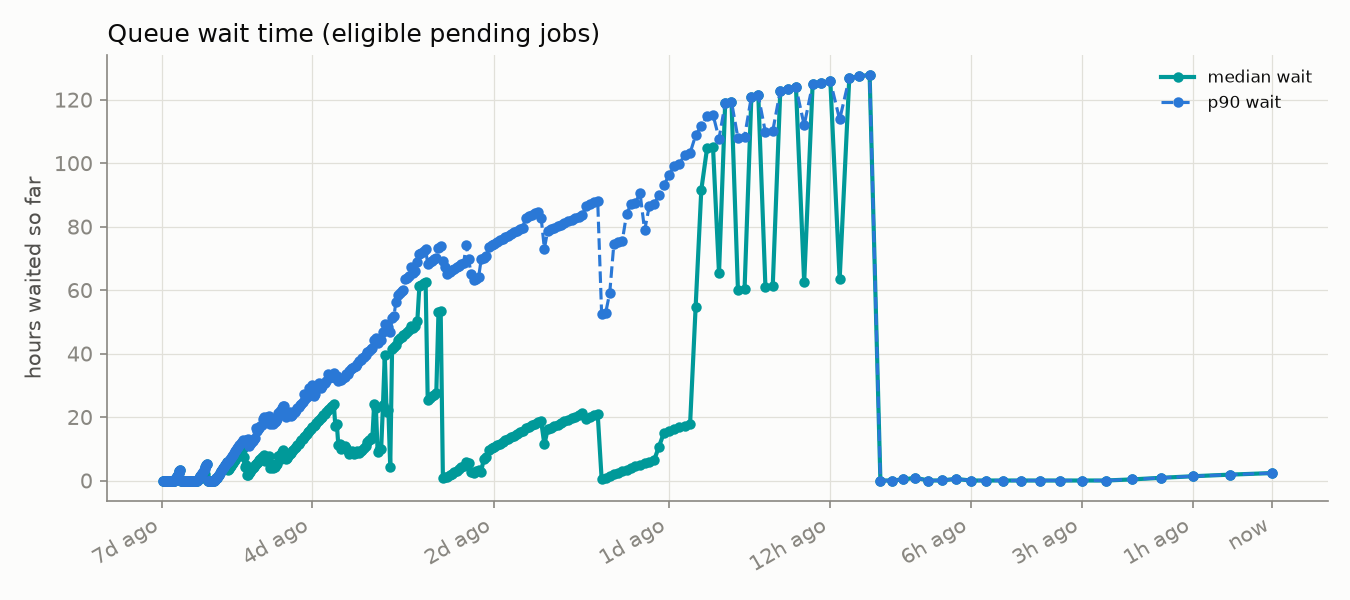 Queue wait time (eligible pending jobs)
median wait
p90 wait
hours waited so far
120
100
80
60
40
20
0
7d ago
4d ago
2d ago
1d ago
12h ago
6h ago
3h ago
1h ago
now